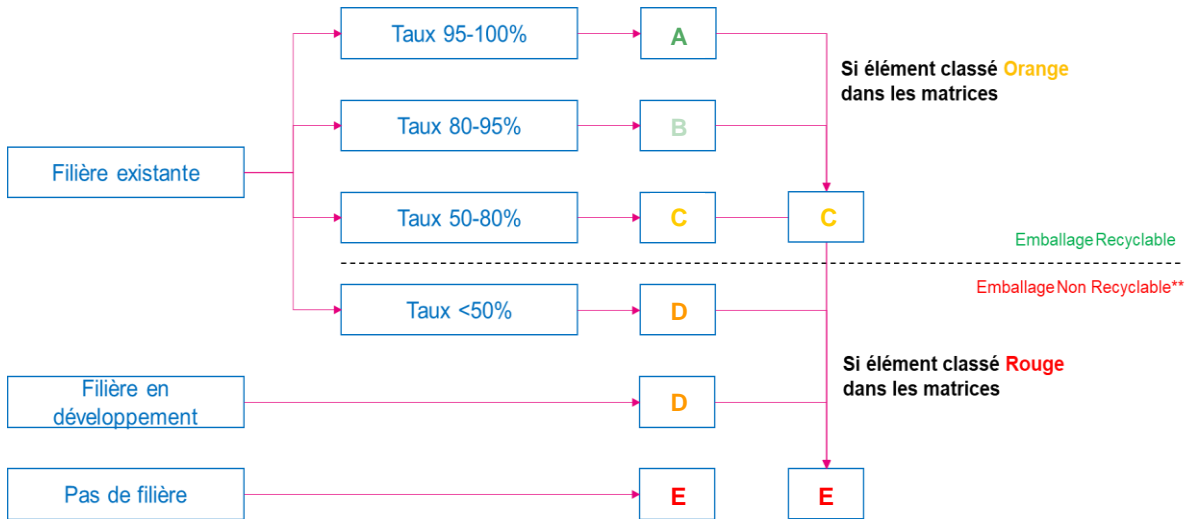 Taux 95-100%
A
Si élément classé Orange
dans les matrices
Taux 80-95%
B
Filière existante
Taux 50-80%
C
C
Emballage Recyclable
Emballage Non Recyclable**
Taux <50%
D
Si élément classé Rouge
dans les matrices
Filière en
développement
D
Pas de filière
E
E